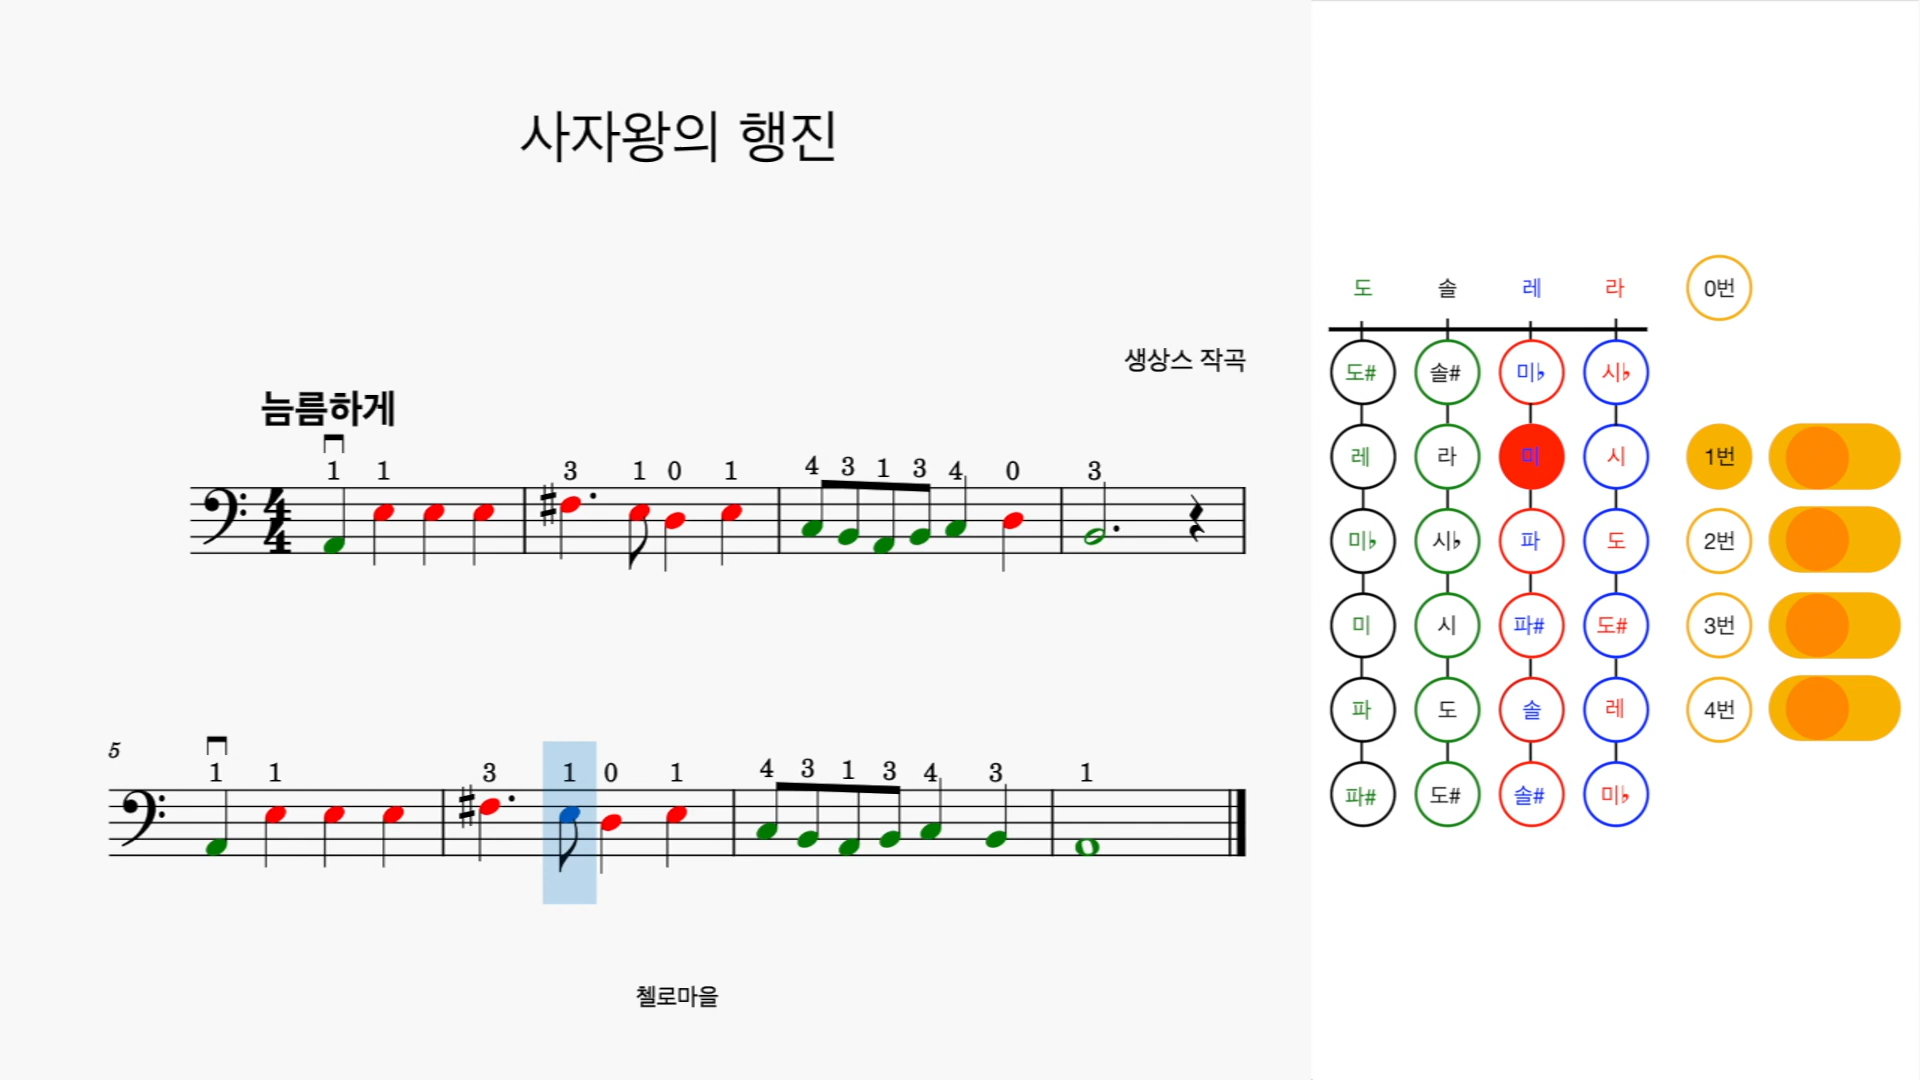 사자왕의 행진
생상스 작곡
늠름하게
1 1 3 1 0 1 4 3 1 3 4 0 3
4
4
5
1 1 3 1 0 1 4 3 1 3 4 3 1
첼로마을
도 솔 레 라 0번
도# 솔# 미♭ 시♭
레 라 미 시 1번
미♭ 시♭ 파 도 2번
미 시 파# 도# 3번
파 도 솔 레 4번
파# 도# 솔# 미♭